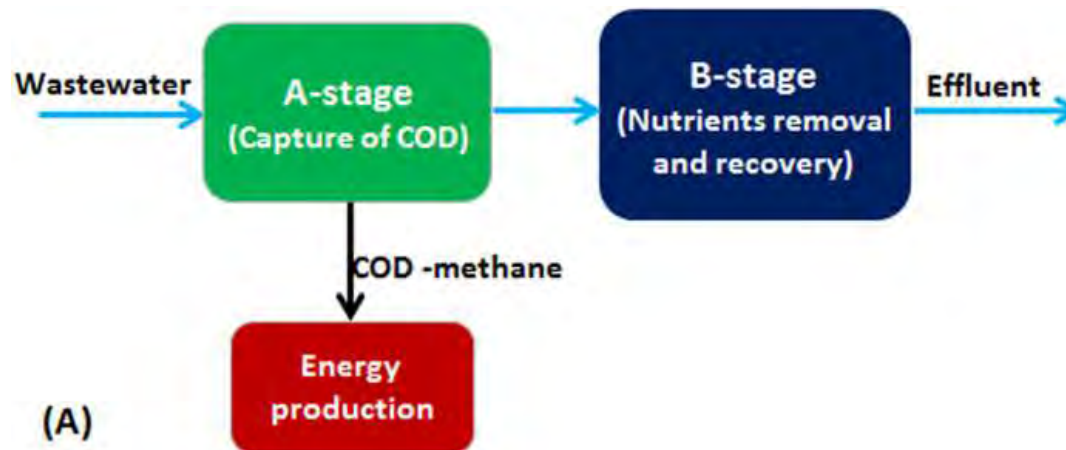 Wastewater
A-stage
(Capture of COD)
B-stage
(Nutrients removal
and recovery)
Effluent
COD -methane
Energy
production
(A)